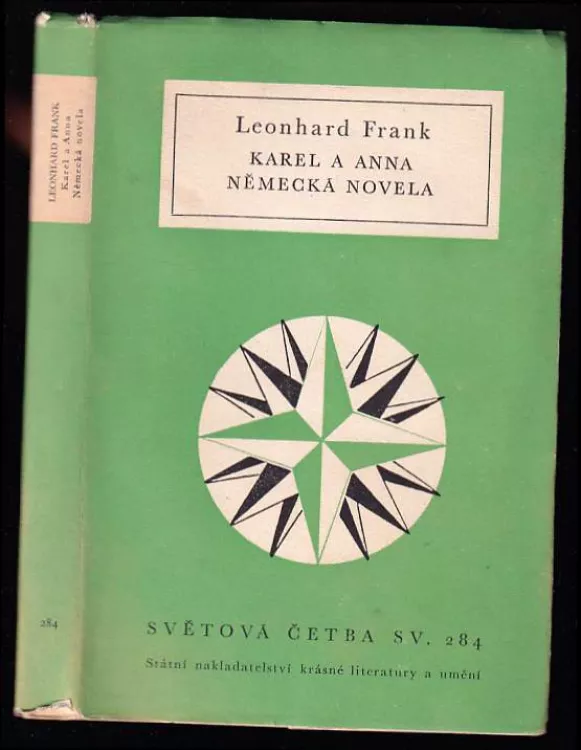 LEONHARD FRANK
Karel a Anna
Německá novela
284
Leonhard Frank
KAREL A ANNA
NĚMECKÁ NOVELA
SVĚTOVÁ ČETBA SV. 284
Státní nakladatelství krásné literatury a umění